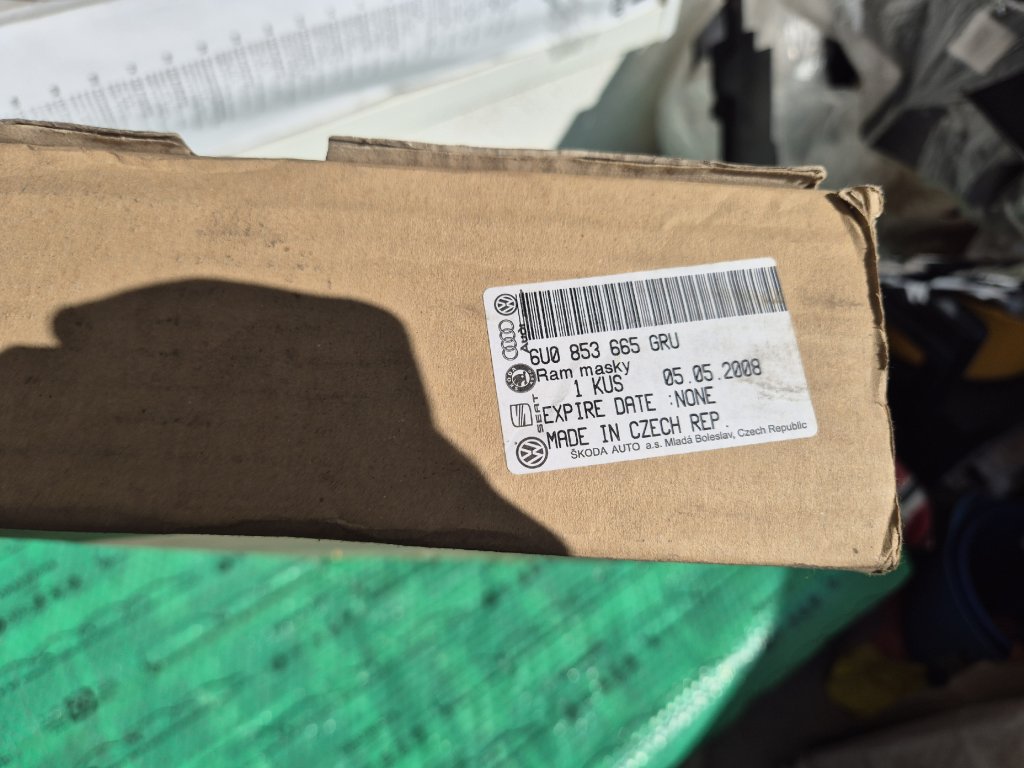 6U0 853 665 GRU
Ram masky
1 KUS 05.05.2008
EXPIRE DATE :NONE
MADE IN CZECH REP.
ŠKODA AUTO a.s. Mladá Boleslav, Czech Republic
Audi
SEAT